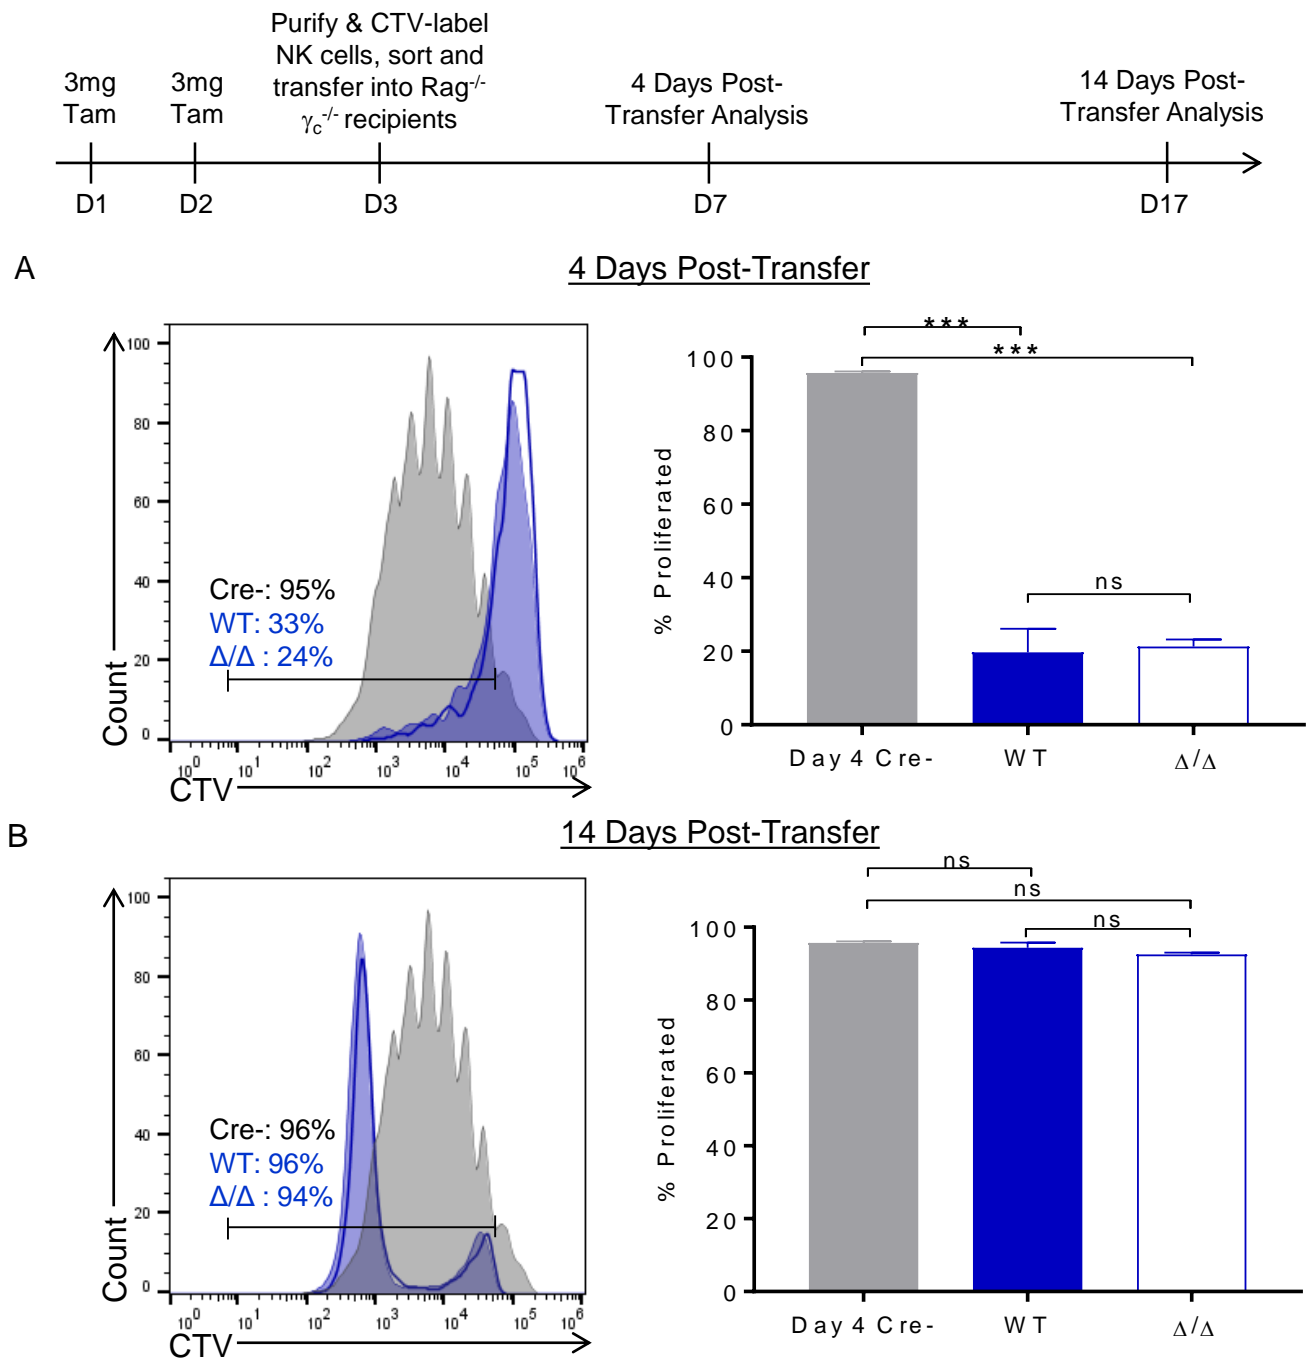 Purify & CTV-label
NK cells, sort and
transfer into Rag-/-
γc-/- recipients
3mg
Tam
3mg
Tam
4 Days Post-
Transfer Analysis
14 Days Post-
Transfer Analysis
D1
D2
D3
D7
D17
A
4 Days Post-Transfer
Count
100
80
60
40
20
0
Cre-: 95%
WT: 33%
Δ/Δ : 24%
10^0
10^1
10^2
10^3
10^4
10^5
10^6
CTV
% Proliferated
100
80
60
40
20
0
***
***
ns
Day 4 Cre-
WT
Δ/Δ
B
14 Days Post-Transfer
Count
100
80
60
40
20
0
Cre-: 96%
WT: 96%
Δ/Δ : 94%
10^0
10^1
10^2
10^3
10^4
10^5
10^6
CTV
% Proliferated
100
80
60
40
20
0
ns
ns
ns
Day 4 Cre-
WT
Δ/Δ